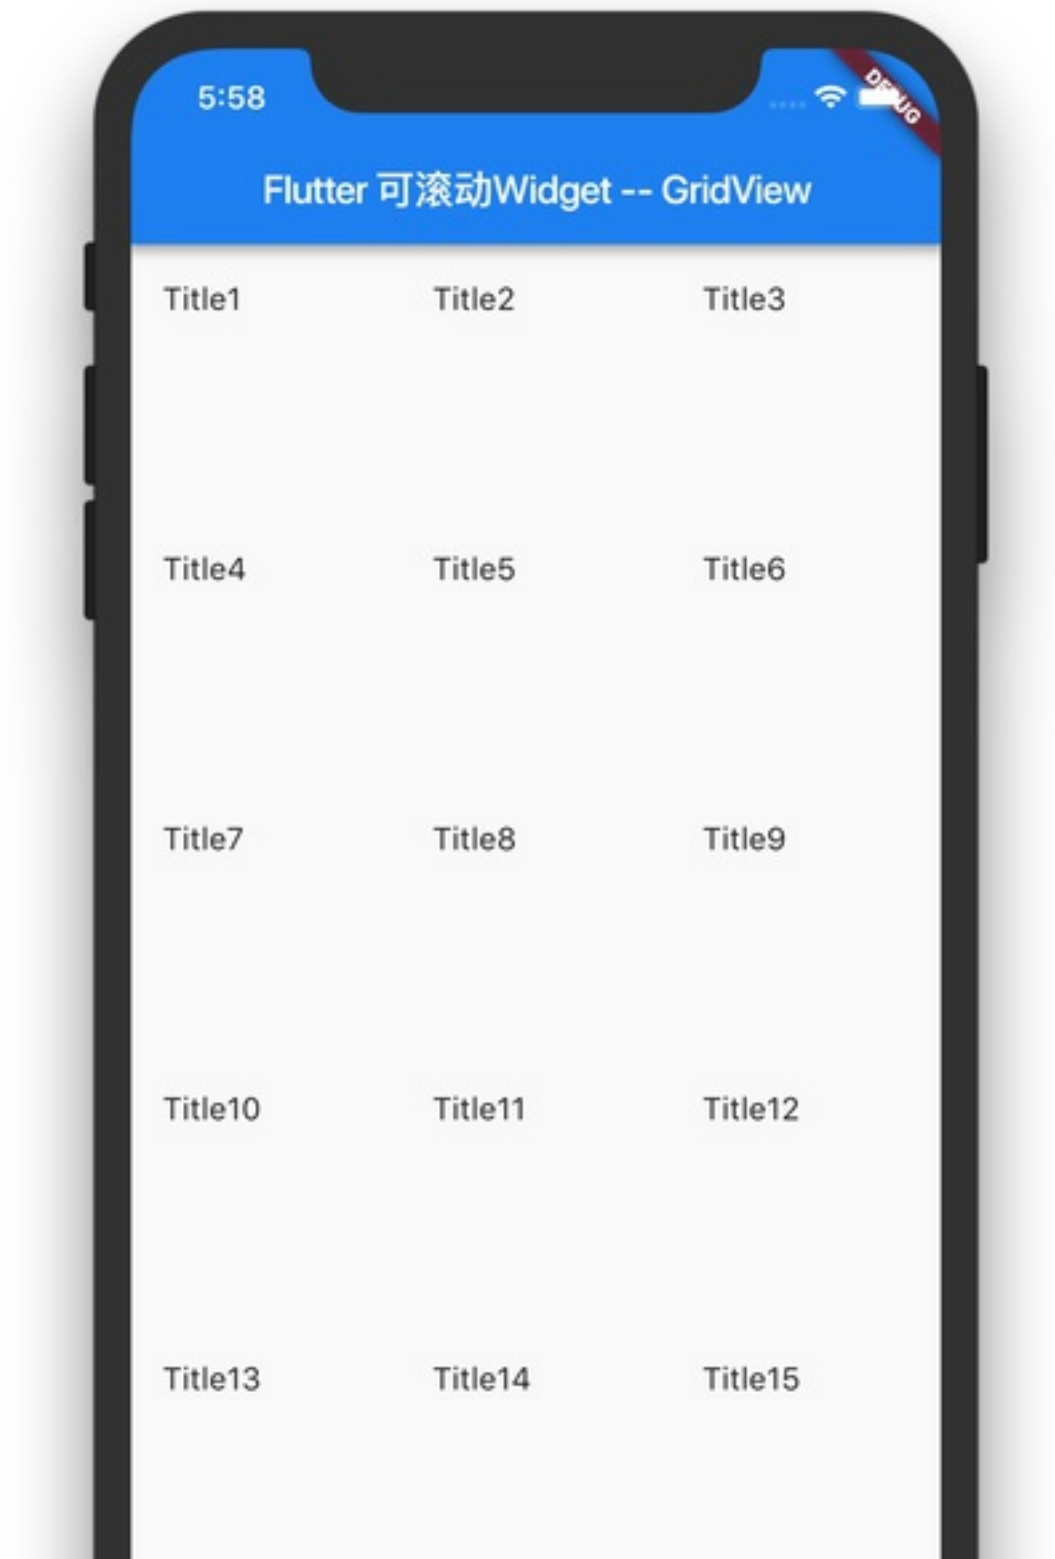 5:58
DEBUG
Flutter 可滚动Widget -- GridView
Title1 Title2 Title3
Title4 Title5 Title6
Title7 Title8 Title9
Title10 Title11 Title12
Title13 Title14 Title15